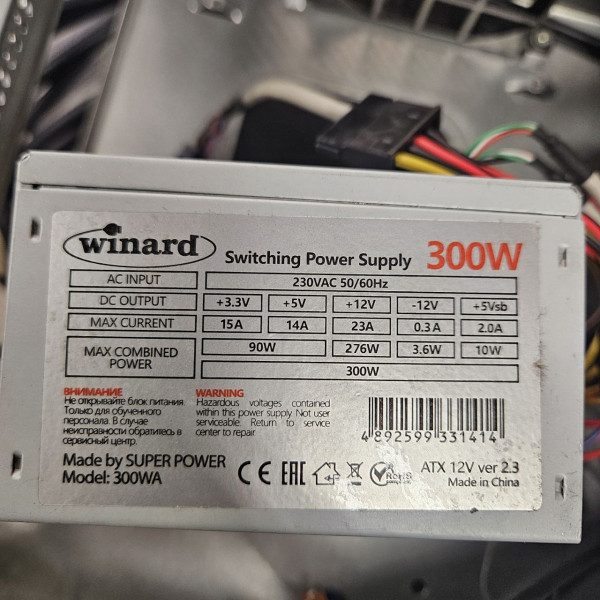 winard
Switching Power Supply 300W
AC INPUT 230VAC 50/60Hz
DC OUTPUT +3.3V +5V +12V -12V +5Vsb
MAX CURRENT 15A 14A 23A 0.3A 2.0A
MAX COMBINED POWER 90W 276W 3.6W 10W
300W
ВНИМАНИЕ
Не открывайте блок питания.
Только для обученного
персонала. В случае
неисправности обратитесь в
сервисный центр.
WARNING
Hazardous voltages contained
within this power supply Not user
serviceable. Return to service
center to repair
4 892599 331414
Made by SUPER POWER
Model: 300WA
CE EAC RoHS
ATX 12V ver 2.3
Made in China